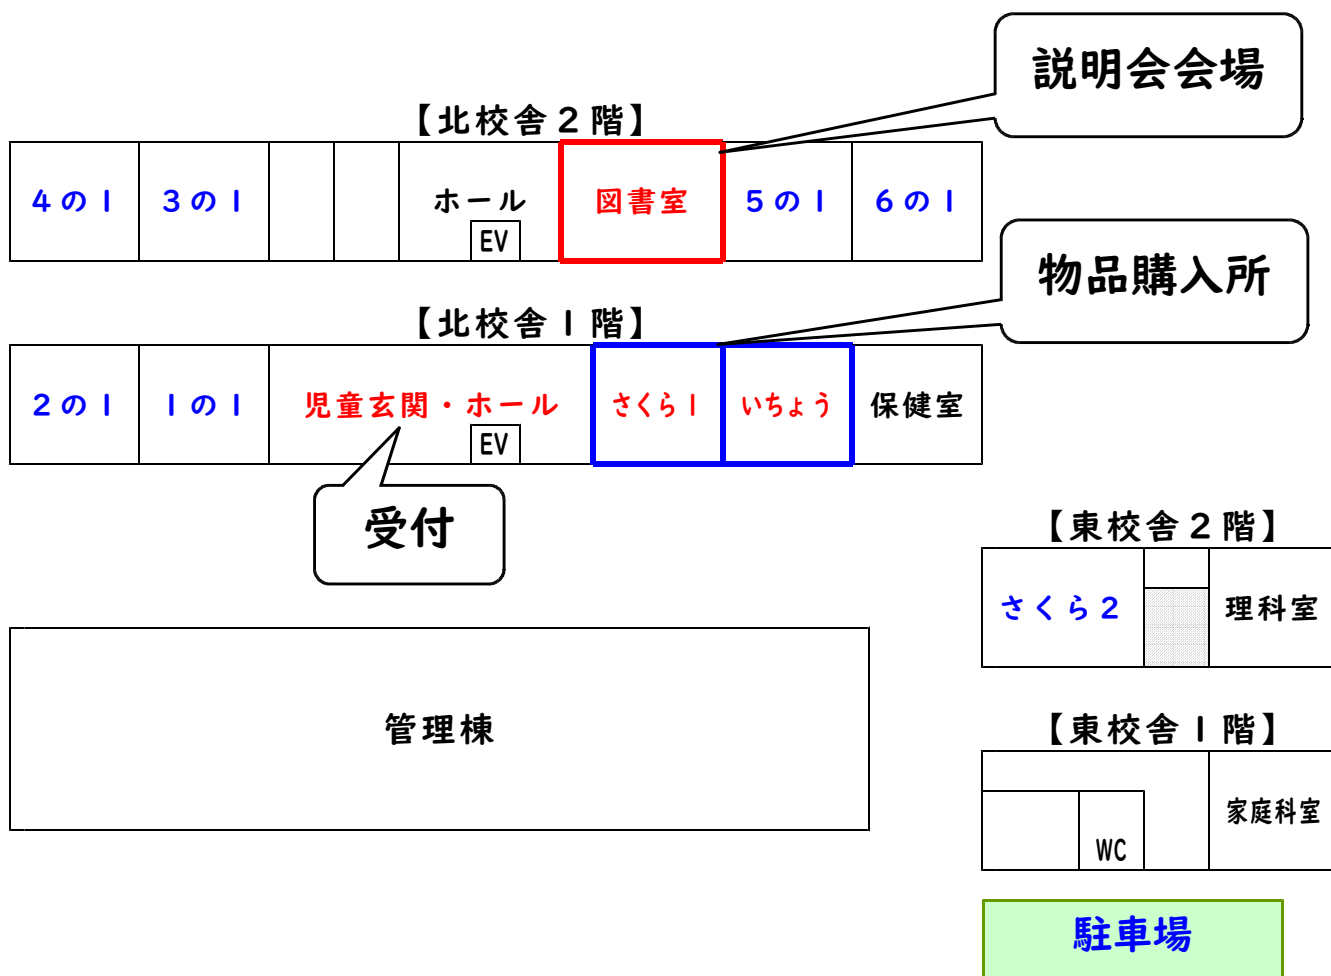 説明会会場
【北校舎２階】
４の１ ３の１ ホール 図書室 ５の１ ６の１
EV
物品購入所
【北校舎１階】
２の１ １の１ 児童玄関・ホール さくら１ いちょう 保健室
EV
受付
【東校舎２階】
さくら２ 理科室
管理棟
【東校舎１階】
家庭科室
WC
駐車場